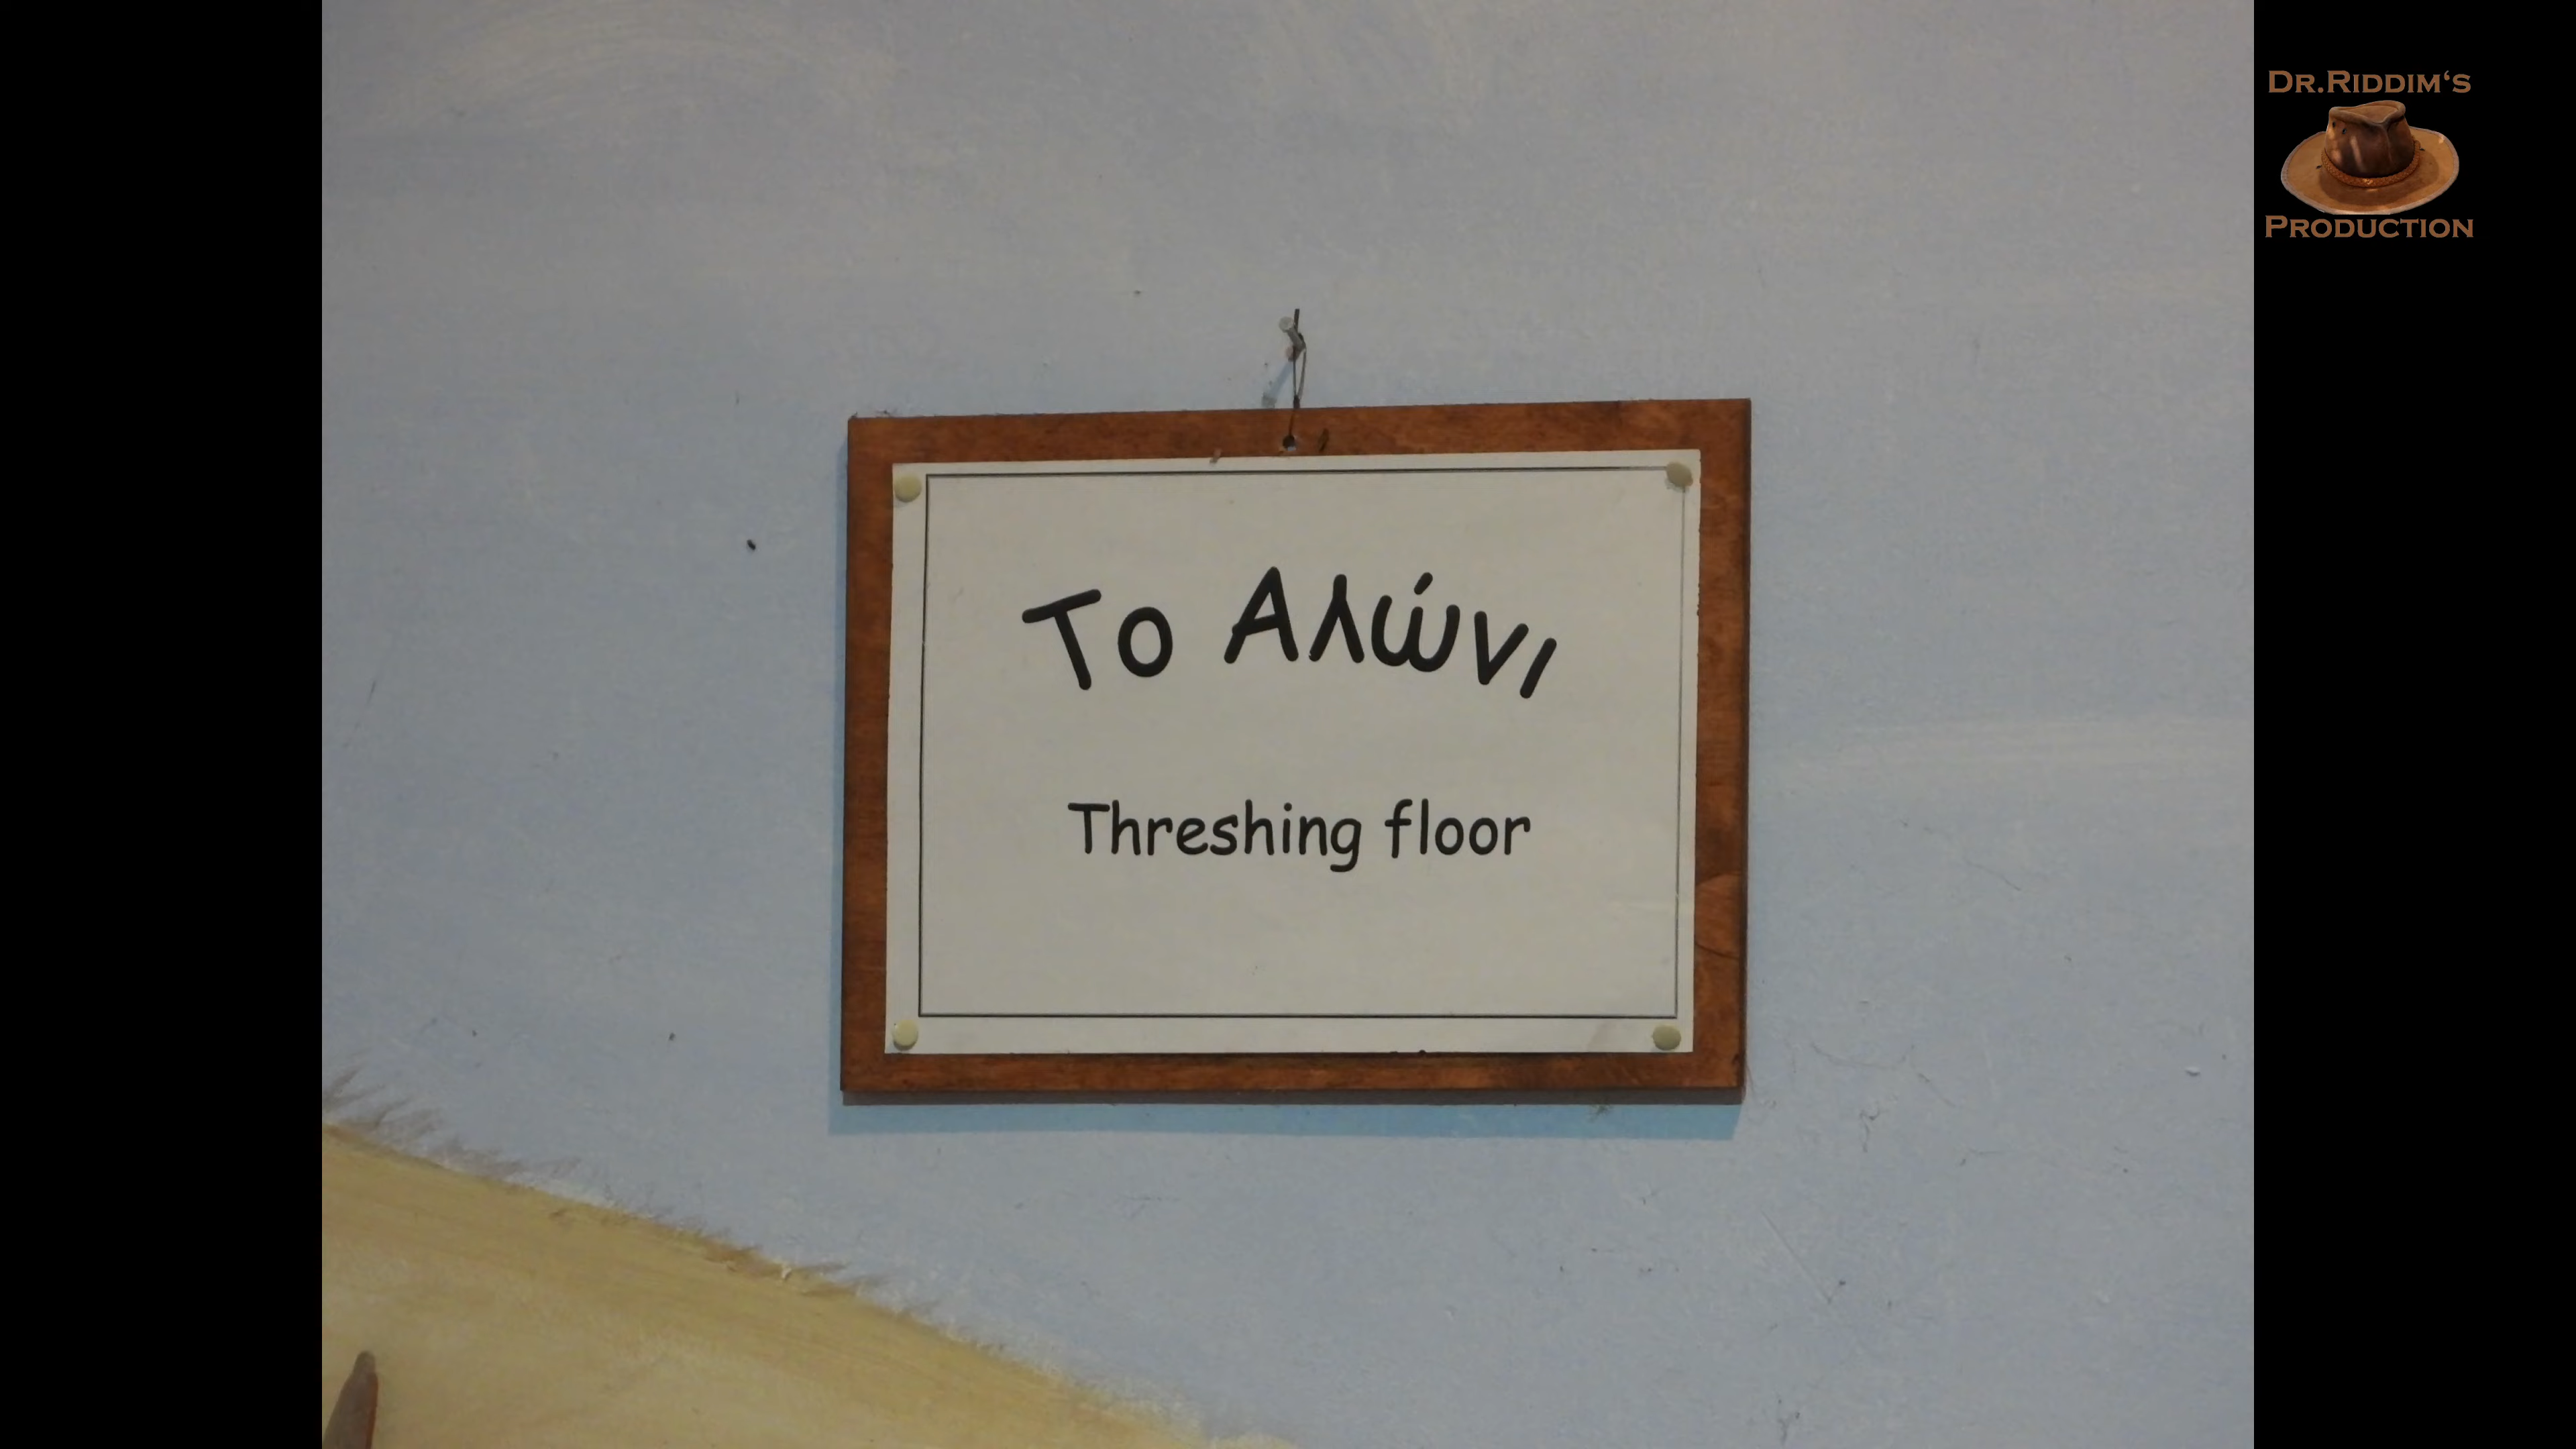 Dr.Riddim‘s
Production
Το Αλώνι
Threshing floor